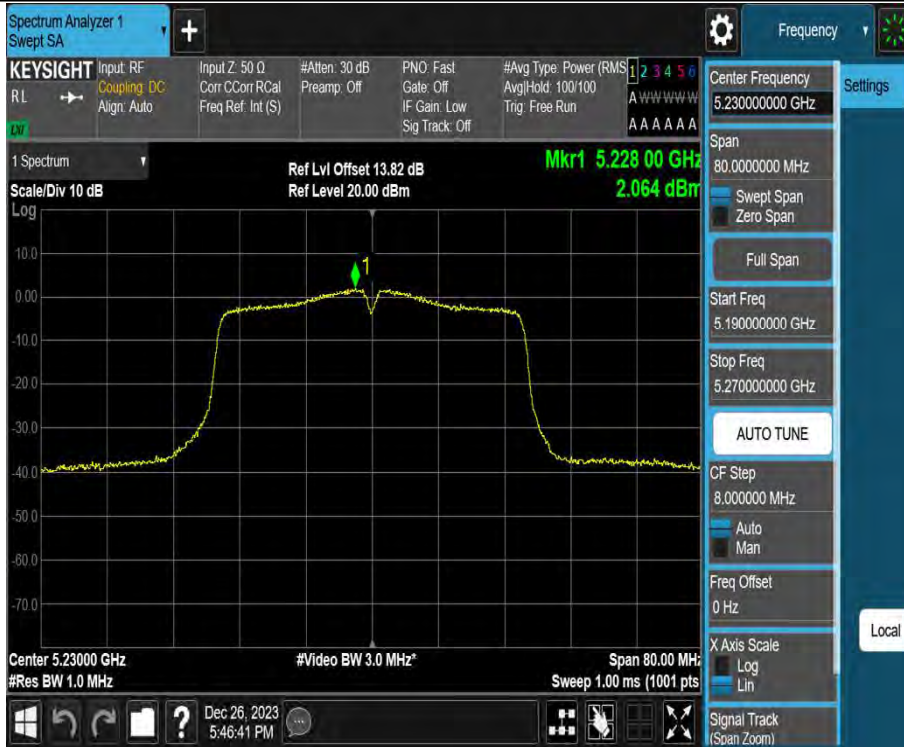 Spectrum Analyzer 1
Swept SA
+
Frequency
KEYSIGHT
RL
LXI
Input: RF
Coupling: DC
Align: Auto
Input Z: 50 Ω
Corr CCorr RCal
Freq Ref: Int (S)
#Atten: 30 dB
Preamp: Off
PNO: Fast
Gate: Off
IF Gain: Low
Sig Track: Off
#Avg Type: Power (RMS
Avg|Hold: 100/100
Trig: Free Run
1 2 3 4 5 6
A W W W W W
A A A A A A
Center Frequency
5.230000000 GHz
Settings
1 Spectrum
Scale/Div 10 dB
Log
Ref Lvl Offset 13.82 dB
Ref Level 20.00 dBm
Mkr1 5.228 00 GHz
2.064 dBm
Span
80.0000000 MHz
Swept Span
Zero Span
Full Span
Start Freq
5.190000000 GHz
Stop Freq
5.270000000 GHz
AUTO TUNE
CF Step
8.000000 MHz
Auto
Man
Freq Offset
0 Hz
X Axis Scale
Log
Lin
Signal Track
(Span Zoom)
Local
1
10.0
0.00
-10.0
-20.0
-30.0
-40.0
-50.0
-60.0
-70.0
Center 5.23000 GHz
#Res BW 1.0 MHz
#Video BW 3.0 MHz*
Span 80.00 MHz
Sweep 1.00 ms (1001 pts
?
Dec 26, 2023
5:46:41 PM